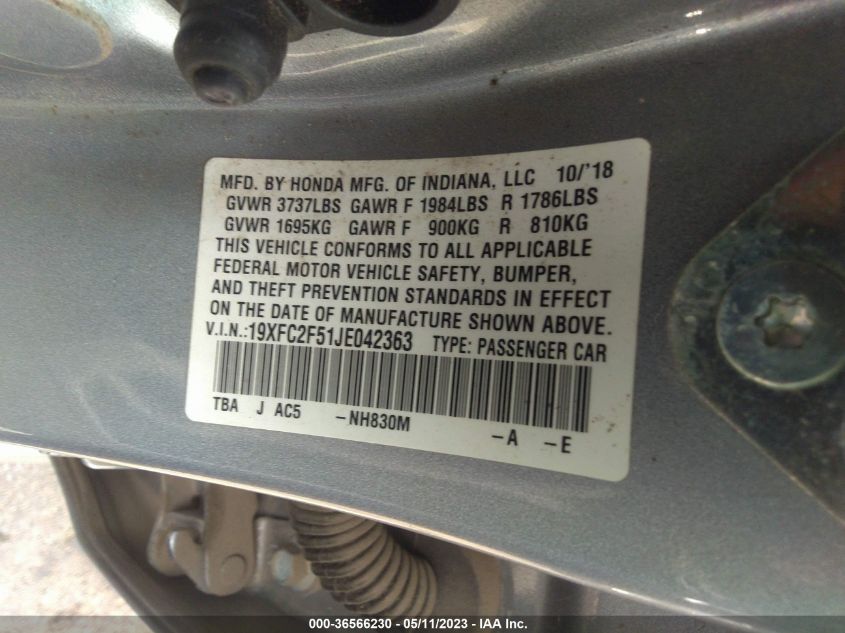 MFD. BY HONDA MFG. OF INDIANA, LLC 10/'18
GVWR 3737LBS GAWR F 1984LBS R 1786LBS
GVWR 1695KG GAWR F 900KG R 810KG
THIS VEHICLE CONFORMS TO ALL APPLICABLE
FEDERAL MOTOR VEHICLE SAFETY, BUMPER,
AND THEFT PREVENTION STANDARDS IN EFFECT
ON THE DATE OF MANUFACTURE SHOWN ABOVE.
V.I.N.:19XFC2F51JE042363 TYPE: PASSENGER CAR
TBA J AC5 -NH830M -A -E
000-36566230 - 05/11/2023 - IAA Inc.